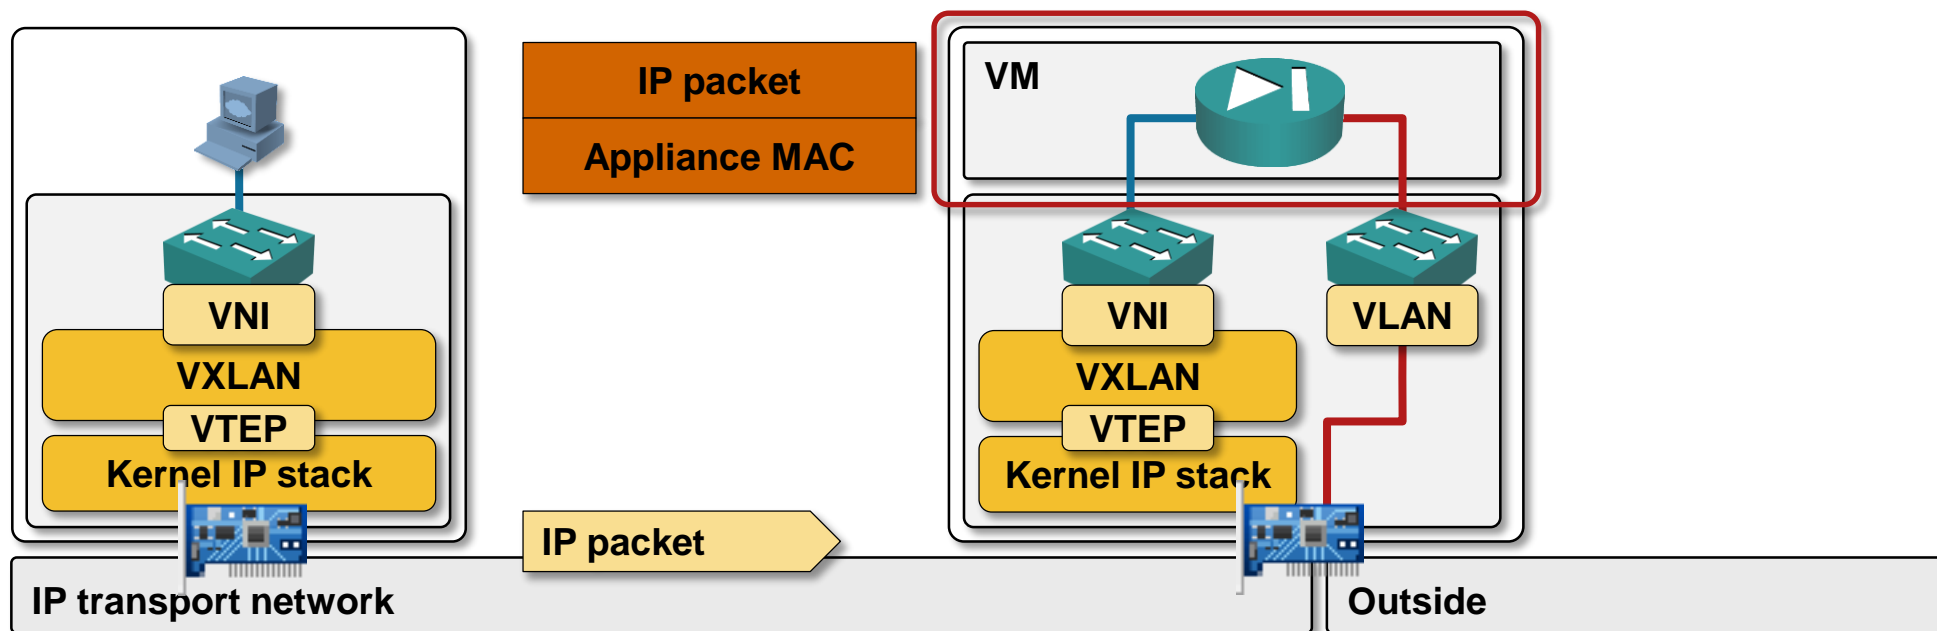 IP packet
Appliance MAC
VM
VNI
VXLAN
VTEP
Kernel IP stack
VNI
VLAN
VXLAN
VTEP
Kernel IP stack
IP packet
IP transport network
Outside